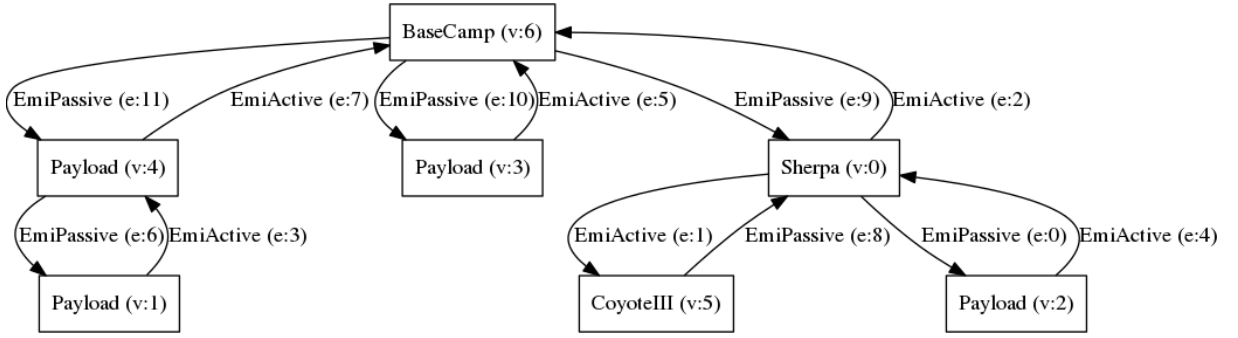 BaseCamp (v:6)
EmiPassive (e:11)
EmiActive (e:7)
EmiPassive (e:10)
EmiActive (e:5)
EmiPassive (e:9)
EmiActive (e:2)
Payload (v:4)
Payload (v:3)
Sherpa (v:0)
EmiPassive (e:6)
EmiActive (e:3)
EmiActive (e:1)
EmiPassive (e:8)
EmiPassive (e:0)
EmiActive (e:4)
Payload (v:1)
CoyoteIII (v:5)
Payload (v:2)